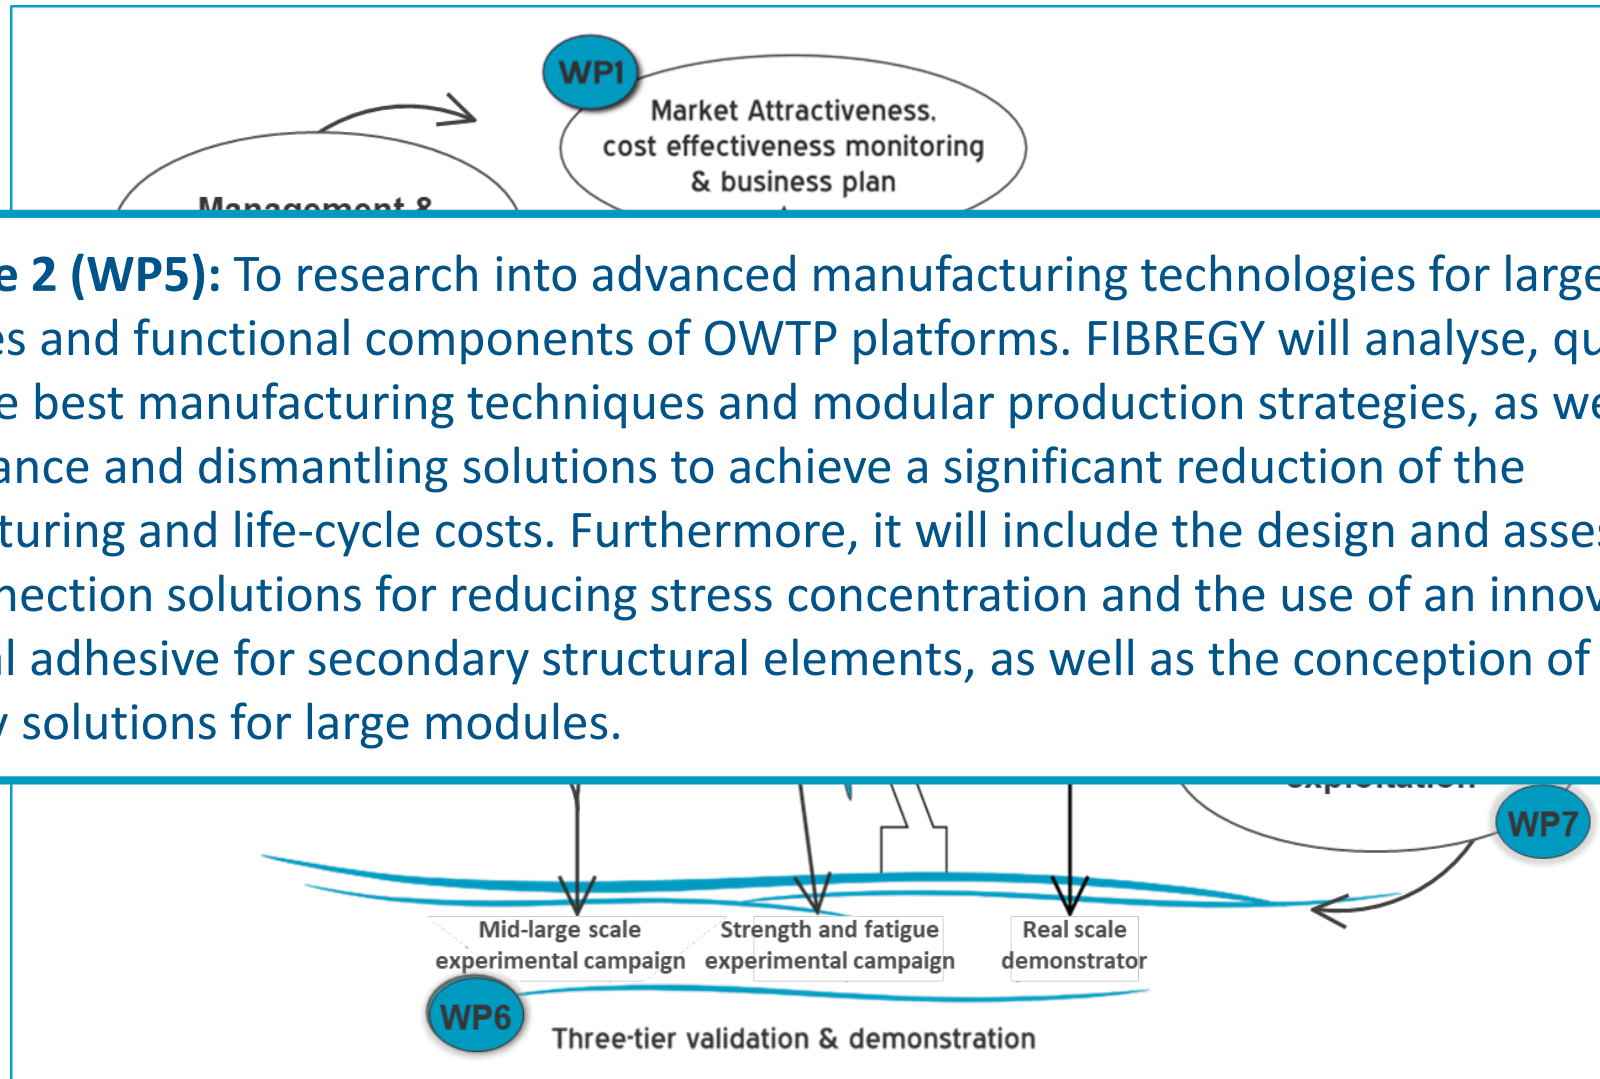 WP1
Market Attractiveness,
cost effectiveness monitoring
& business plan
Management &
e 2 (WP5): To research into advanced manufacturing technologies for large
es and functional components of OWTP platforms. FIBREGY will analyse, qu
e best manufacturing techniques and modular production strategies, as we
ance and dismantling solutions to achieve a significant reduction of the
turing and life-cycle costs. Furthermore, it will include the design and asses
nection solutions for reducing stress concentration and the use of an innov
l adhesive for secondary structural elements, as well as the conception of
y solutions for large modules.
exploitation
WP7
Mid-large scale
experimental campaign
Strength and fatigue
experimental campaign
Real scale
demonstrator
WP6
Three-tier validation & demonstration